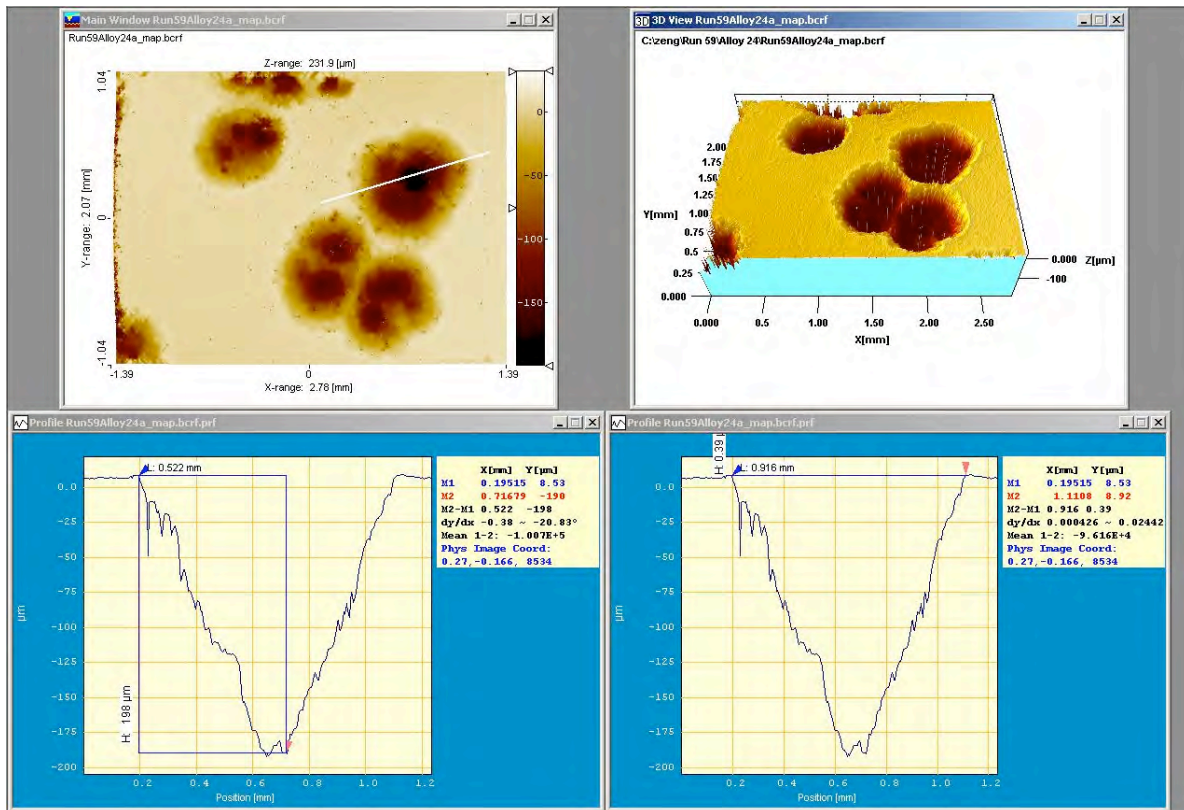 Main Window Run59Alloy24a_map.bcrf
Run59Alloy24a_map.bcrf
Z-range: 231.9 [µm]
1.04
0
-1.04
Y-range: 2.07 [mm]
-1.39
0
1.39
X-range: 2.78 [mm]
0
-50
-100
-150
3D 3D View Run59Alloy24a_map.bcrf
C:\zeng\Run 59\Alloy 24\Run59Alloy24a_map.bcrf
2.00
1.75
1.50
1.25
Y[mm] 1.00
0.75
0.5
0.25
0.000
0.000 Z[µm]
-100
0.000 0.5 1.00 1.50 2.00 2.50
X[mm]
Profile Run59Alloy24a_map.bcrf.prf
L: 0.522 mm
H: 198 µm
0.0
-25
-50
-75
-100
-125
-150
-175
-200
µm
0.2 0.4 0.6 0.8 1.0 1.2
Position [mm]
X[mm] Y[µm]
M1 0.19515 8.53
M2 0.71679 -190
M2-M1 0.522 -198
dy/dx -0.38 ~ -20.83°
Mean 1-2: -1.007E+5
Phys Image Coord:
0.27,-0.166, 8534
Profile Run59Alloy24a_map.bcrf.prf
H: 0.39
L: 0.916 mm
0.0
-25
-50
-75
-100
-125
-150
-175
-200
µm
0.2 0.4 0.6 0.8 1.0 1.2
Position [mm]
X[mm] Y[µm]
M1 0.19515 8.53
M2 1.1108 8.92
M2-M1 0.916 0.39
dy/dx 0.000426 ~ 0.02442
Mean 1-2: -9.616E+4
Phys Image Coord:
0.27,-0.166, 8534